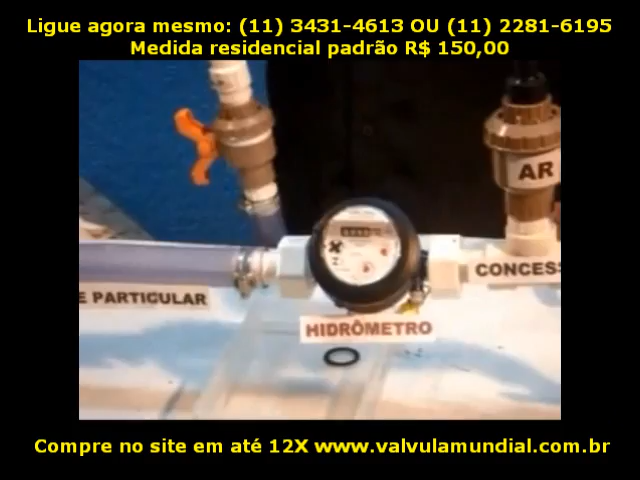 Ligue agora mesmo: (11) 3431-4613 OU (11) 2281-6195
Medida residencial padrão R$ 150,00
AR
CONCESS
E PARTICULAR
HIDRÔMETRO
Compre no site em até 12X www.valvulamundial.com.br